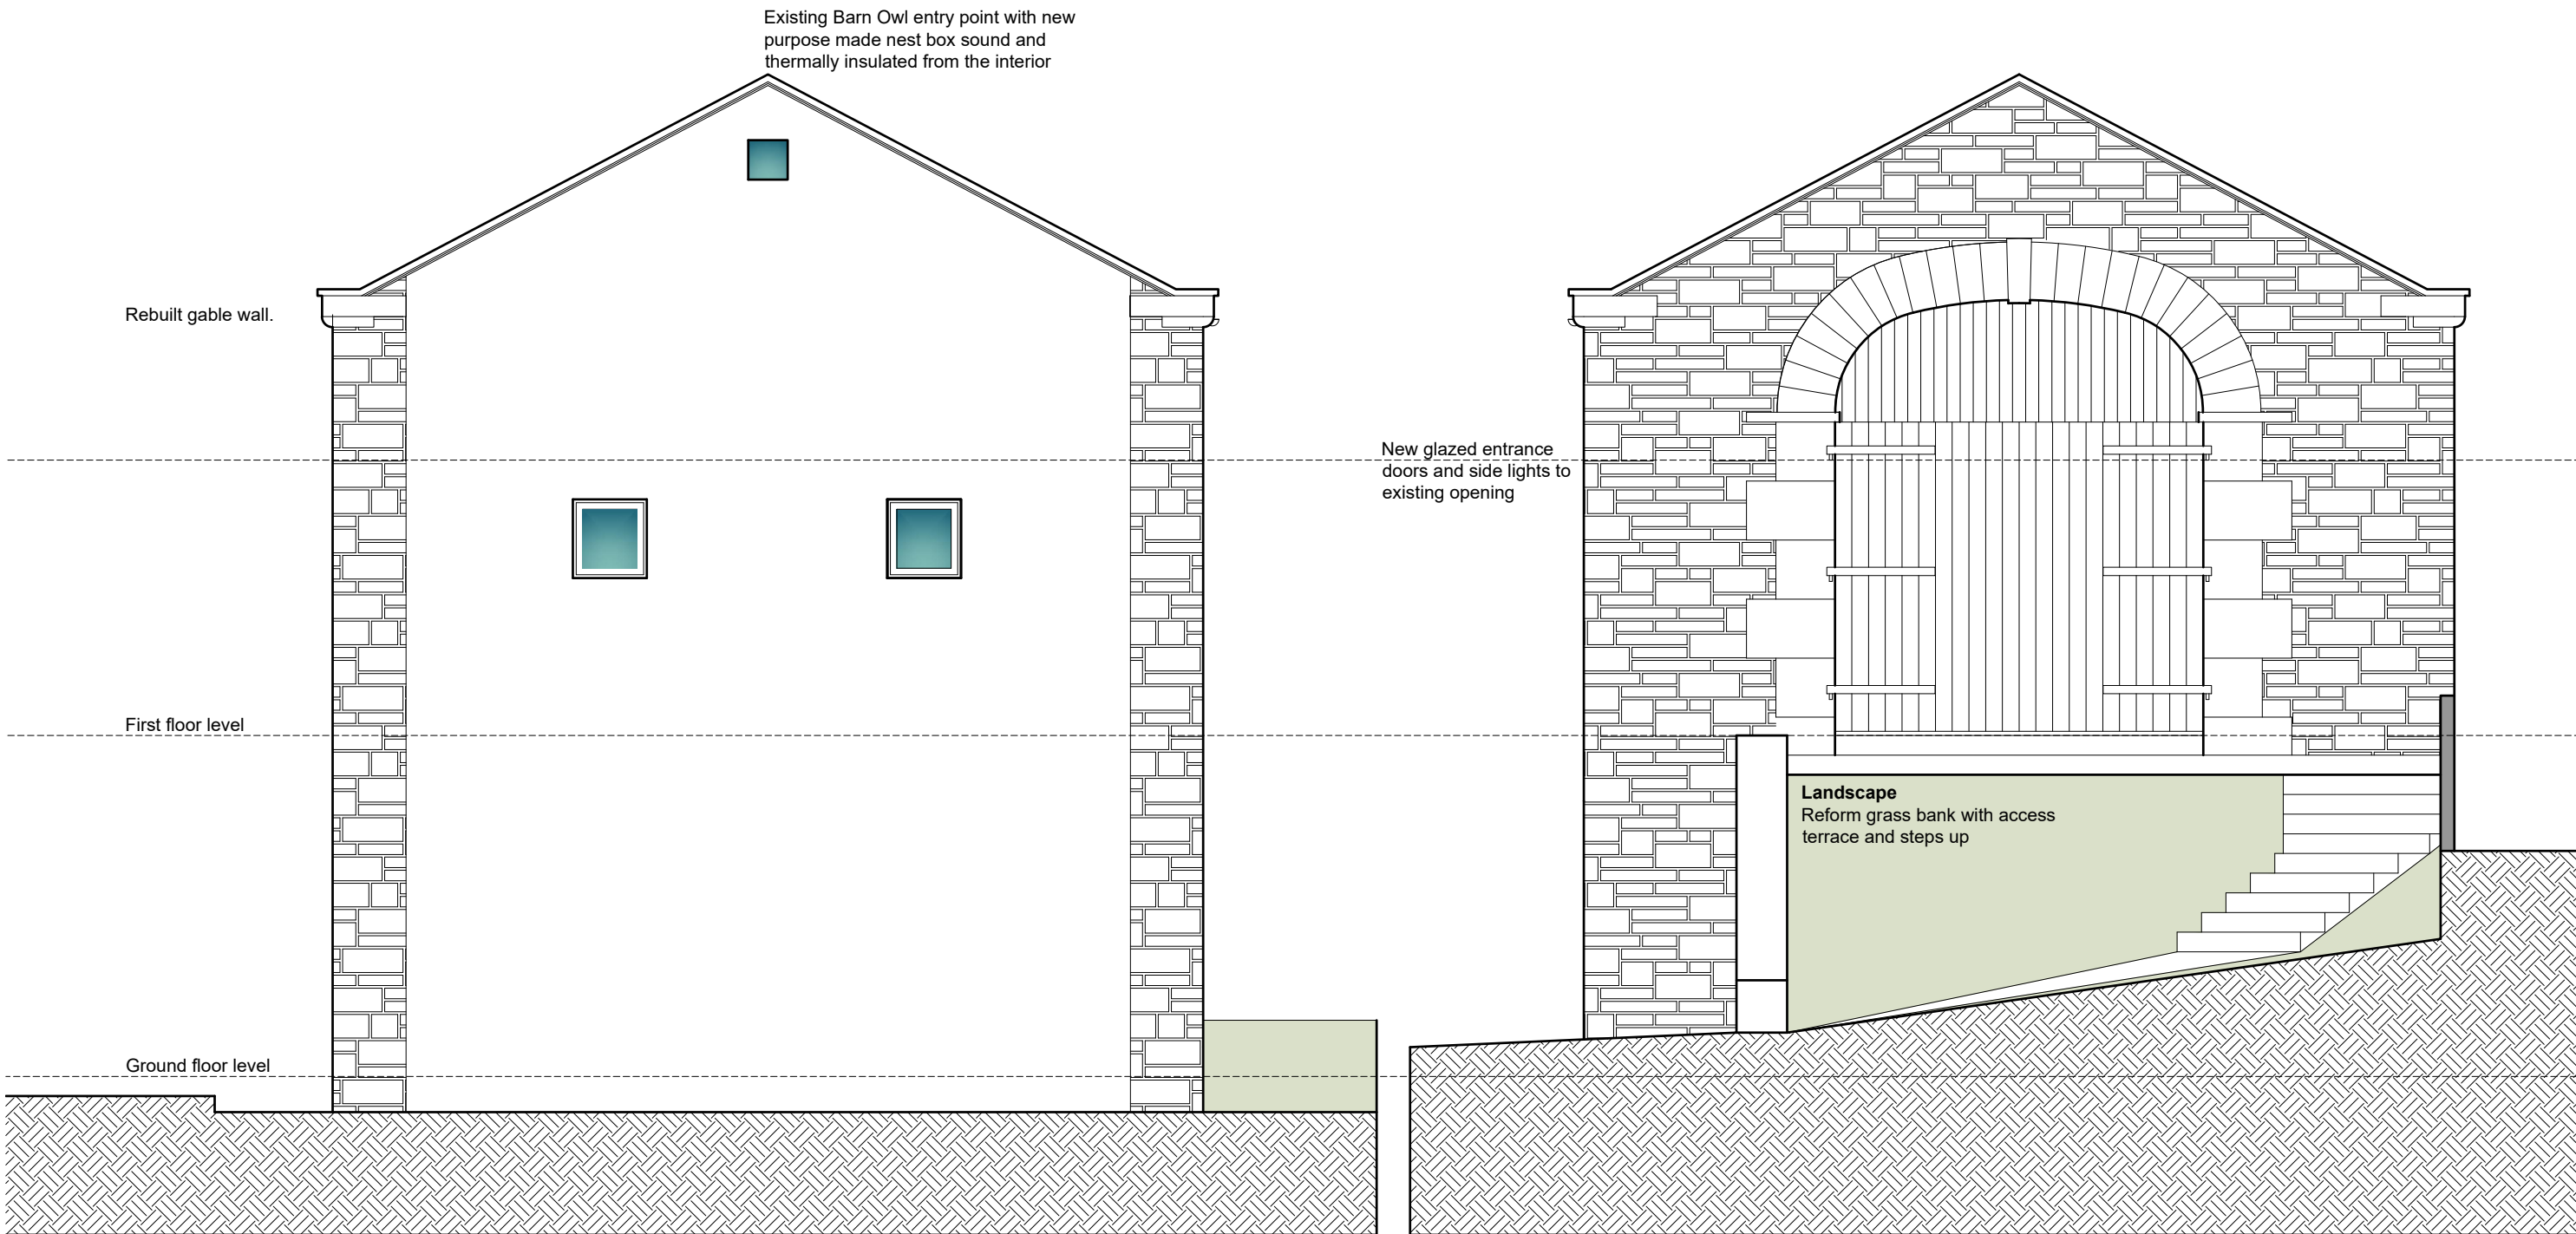 Existing Barn Owl entry point with new
purpose made nest box sound and
thermally insulated from the interior
Rebuilt gable wall.
New glazed entrance
doors and side lights to
existing opening
First floor level
Landscape
Reform grass bank with access
terrace and steps up
Ground floor level